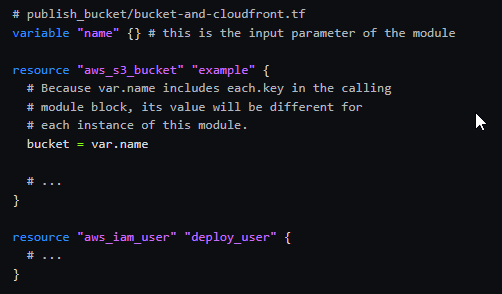 # publish_bucket/bucket-and-cloudfront.tf
variable "name" {} # this is the input parameter of the module
resource "aws_s3_bucket" "example" {
# Because var.name includes each.key in the calling
# module block, its value will be different for
# each instance of this module.
bucket = var.name
# ...
}
resource "aws_iam_user" "deploy_user" {
# ...
}